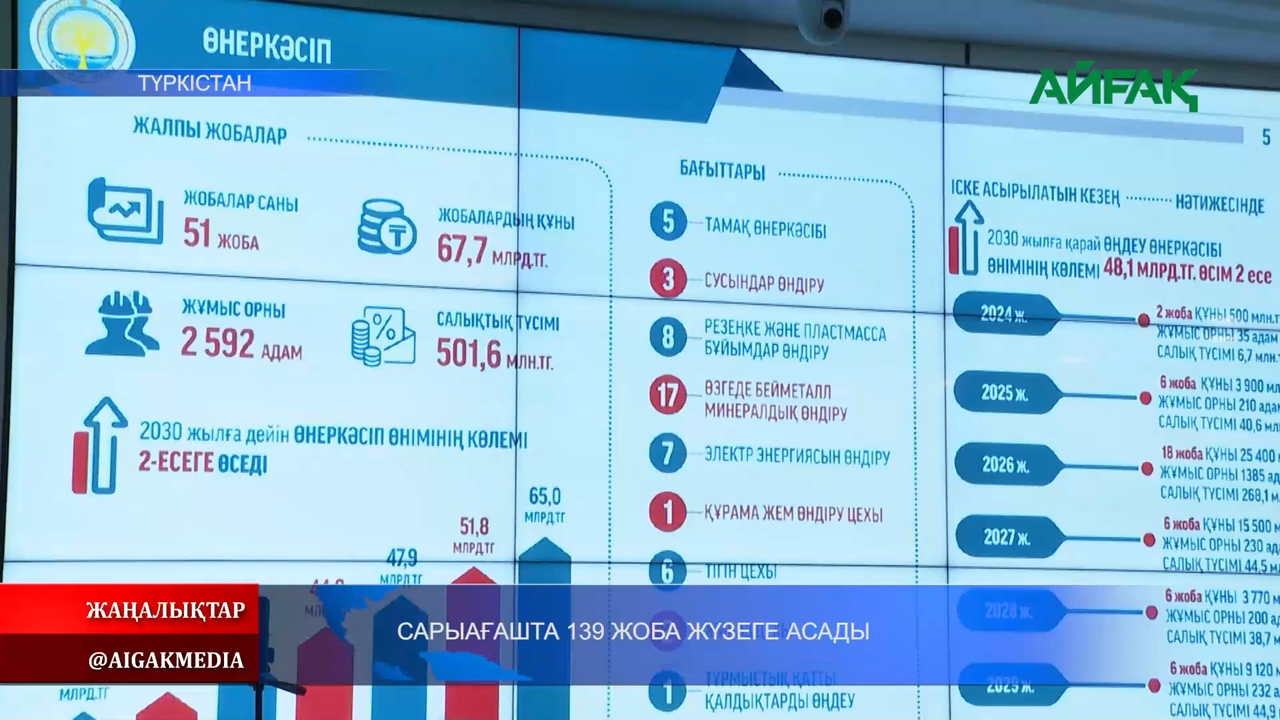 ӨНЕРКӘСІП
ТҮРКІСТАН
АЙҒАҚ
5
ЖАЛПЫ ЖОБАЛАР
ЖОБАЛАР САНЫ
51 ЖОБА
ЖОБАЛАРДЫҢ ҚҰНЫ
67,7 МЛРД.ТГ.
ЖҰМЫС ОРНЫ
2 592 АДАМ
САЛЫҚТЫҚ ТҮСІМІ
501,6 МЛН.ТГ.
2030 ЖЫЛҒА ДЕЙІН ӨНЕРКӘСІП ӨНІМІНІҢ КӨЛЕМІ
2-ЕСЕГЕ ӨСЕДІ
65,0
МЛРД.ТГ
51,8
МЛРД.ТГ
47,9
МЛРД.ТГ
МЛРД.ТГ
БАҒЫТТАРЫ
5 ТАМАҚ ӨНЕРКӘСІБІ
3 СУСЫНДАР ӨНДІРУ
8 РЕЗЕҢКЕ ЖӘНЕ ПЛАСТМАССА
БҰЙЫМДАР ӨНДІРУ
17 ӨЗГЕДЕ БЕЙМЕТАЛЛ
МИНЕРАЛДЫҚ ӨНДІРУ
7 ЭЛЕКТР ЭНЕРГИЯСЫН ӨНДІРУ
1 ҚҰРАМА ЖЕМ ӨНДІРУ ЦЕХЫ
6 ТІГІН ЦЕХЫ
1 ТҰРМЫСТЫҚ ҚАТТЫ
ҚАЛДЫҚТАРДЫ ӨҢДЕУ
ІСКЕ АСЫРЫЛАТЫН КЕЗЕҢ НӘТИЖЕСІНДЕ
2030 ЖЫЛҒА ҚАРАЙ ӨҢДЕУ ӨНЕРКӘСІБІ
ӨНІМІНІҢ КӨЛЕМІ 48,1 МЛРД.ТГ. ӨСІМ 2 есе
2024 Ж.
2 жоба ҚҰНЫ 500 МЛН.Т
ЖҰМЫС ОРНЫ 35 адам
САЛЫҚ ТҮСІМІ 6,7 МЛН.
2025 Ж.
6 жоба ҚҰНЫ 3 900
ЖҰМЫС ОРНЫ 210 адам
САЛЫҚ ТҮСІМІ 40,6
2026 Ж.
18 жоба ҚҰНЫ 25 400
ЖҰМЫС ОРНЫ 1385
САЛЫҚ ТҮСІМІ 268,1
2027 Ж.
6 жоба ҚҰНЫ 15 500
ЖҰМЫС ОРНЫ 230
САЛЫҚ ТҮСІМІ 44,5
2028 Ж.
6 жоба ҚҰНЫ 3 770
ЖҰМЫС ОРНЫ 200
САЛЫҚ ТҮСІМІ 38,7
2029 Ж.
6 жоба ҚҰНЫ 9 120
ЖҰМЫС ОРНЫ 232
САЛЫҚ ТҮСІМІ 44,9
ЖАҢАЛЫҚТАР
@AIGAKMEDIA
САРЫАҒАШТА 139 ЖОБА ЖҮЗЕГЕ АСАДЫ